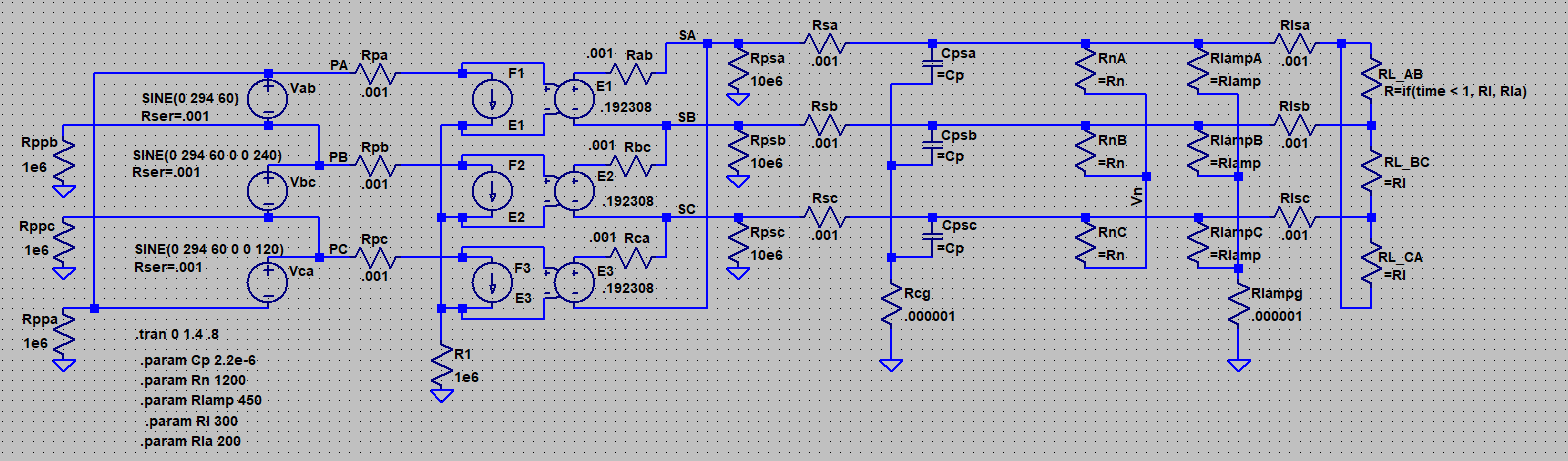 PA
Rpa
.001
Vab
SINE(0 294 60)
Rser=.001
Rppb
1e6
SINE(0 294 60 0 0 240)
Rser=.001
PB
Rpb
.001
Vbc
Rppc
1e6
SINE(0 294 60 0 0 120)
Rser=.001
PC
Rpc
.001
Vca
Rppa
1e6
.tran 0 1.4 .8
.param Cp 2.2e-6
.param Rn 1200
.param Rlamp 450
.param Rl 300
.param Rla 200
F1
E1
E1
.192308
.001
Rab
F2
E2
E2
.192308
.001
Rbc
F3
E3
E3
.192308
.001
Rca
R1
1e6
SA
SB
SC
Rpsa
10e6
Rpsb
10e6
Rpsc
10e6
Rsa
.001
Rsb
.001
Rsc
.001
Cpsa
=Cp
Cpsb
=Cp
Cpsc
=Cp
Rcg
.000001
RnA
=Rn
RnB
=Rn
RnC
=Rn
Vn
RlampA
=Rlamp
RlampB
=Rlamp
RlampC
=Rlamp
Rlampg
.000001
Rlsa
.001
Rlsb
.001
Rlsc
.001
RL_AB
R=if(time < 1, Rl, Rla)
RL_BC
=Rl
RL_CA
=Rl